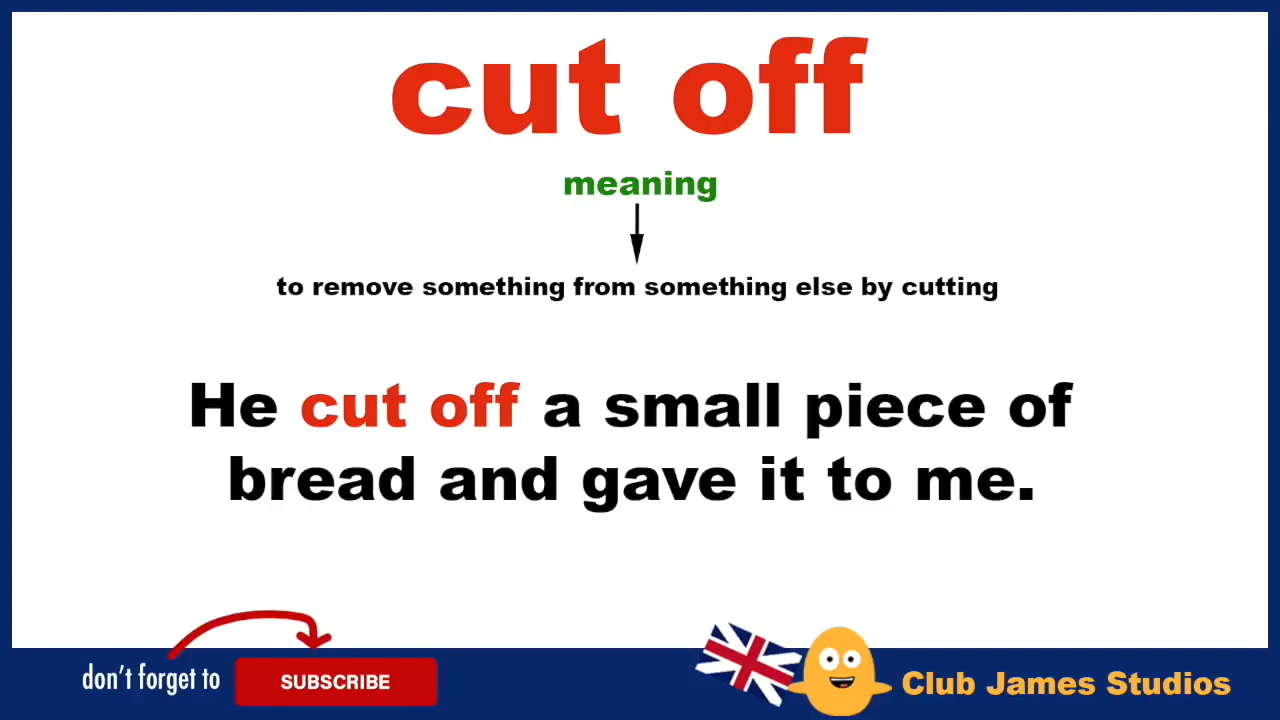 cut off
meaning
to remove something from something else by cutting
He cut off a small piece of
bread and gave it to me.
don't forget to
SUBSCRIBE
Club James Studios